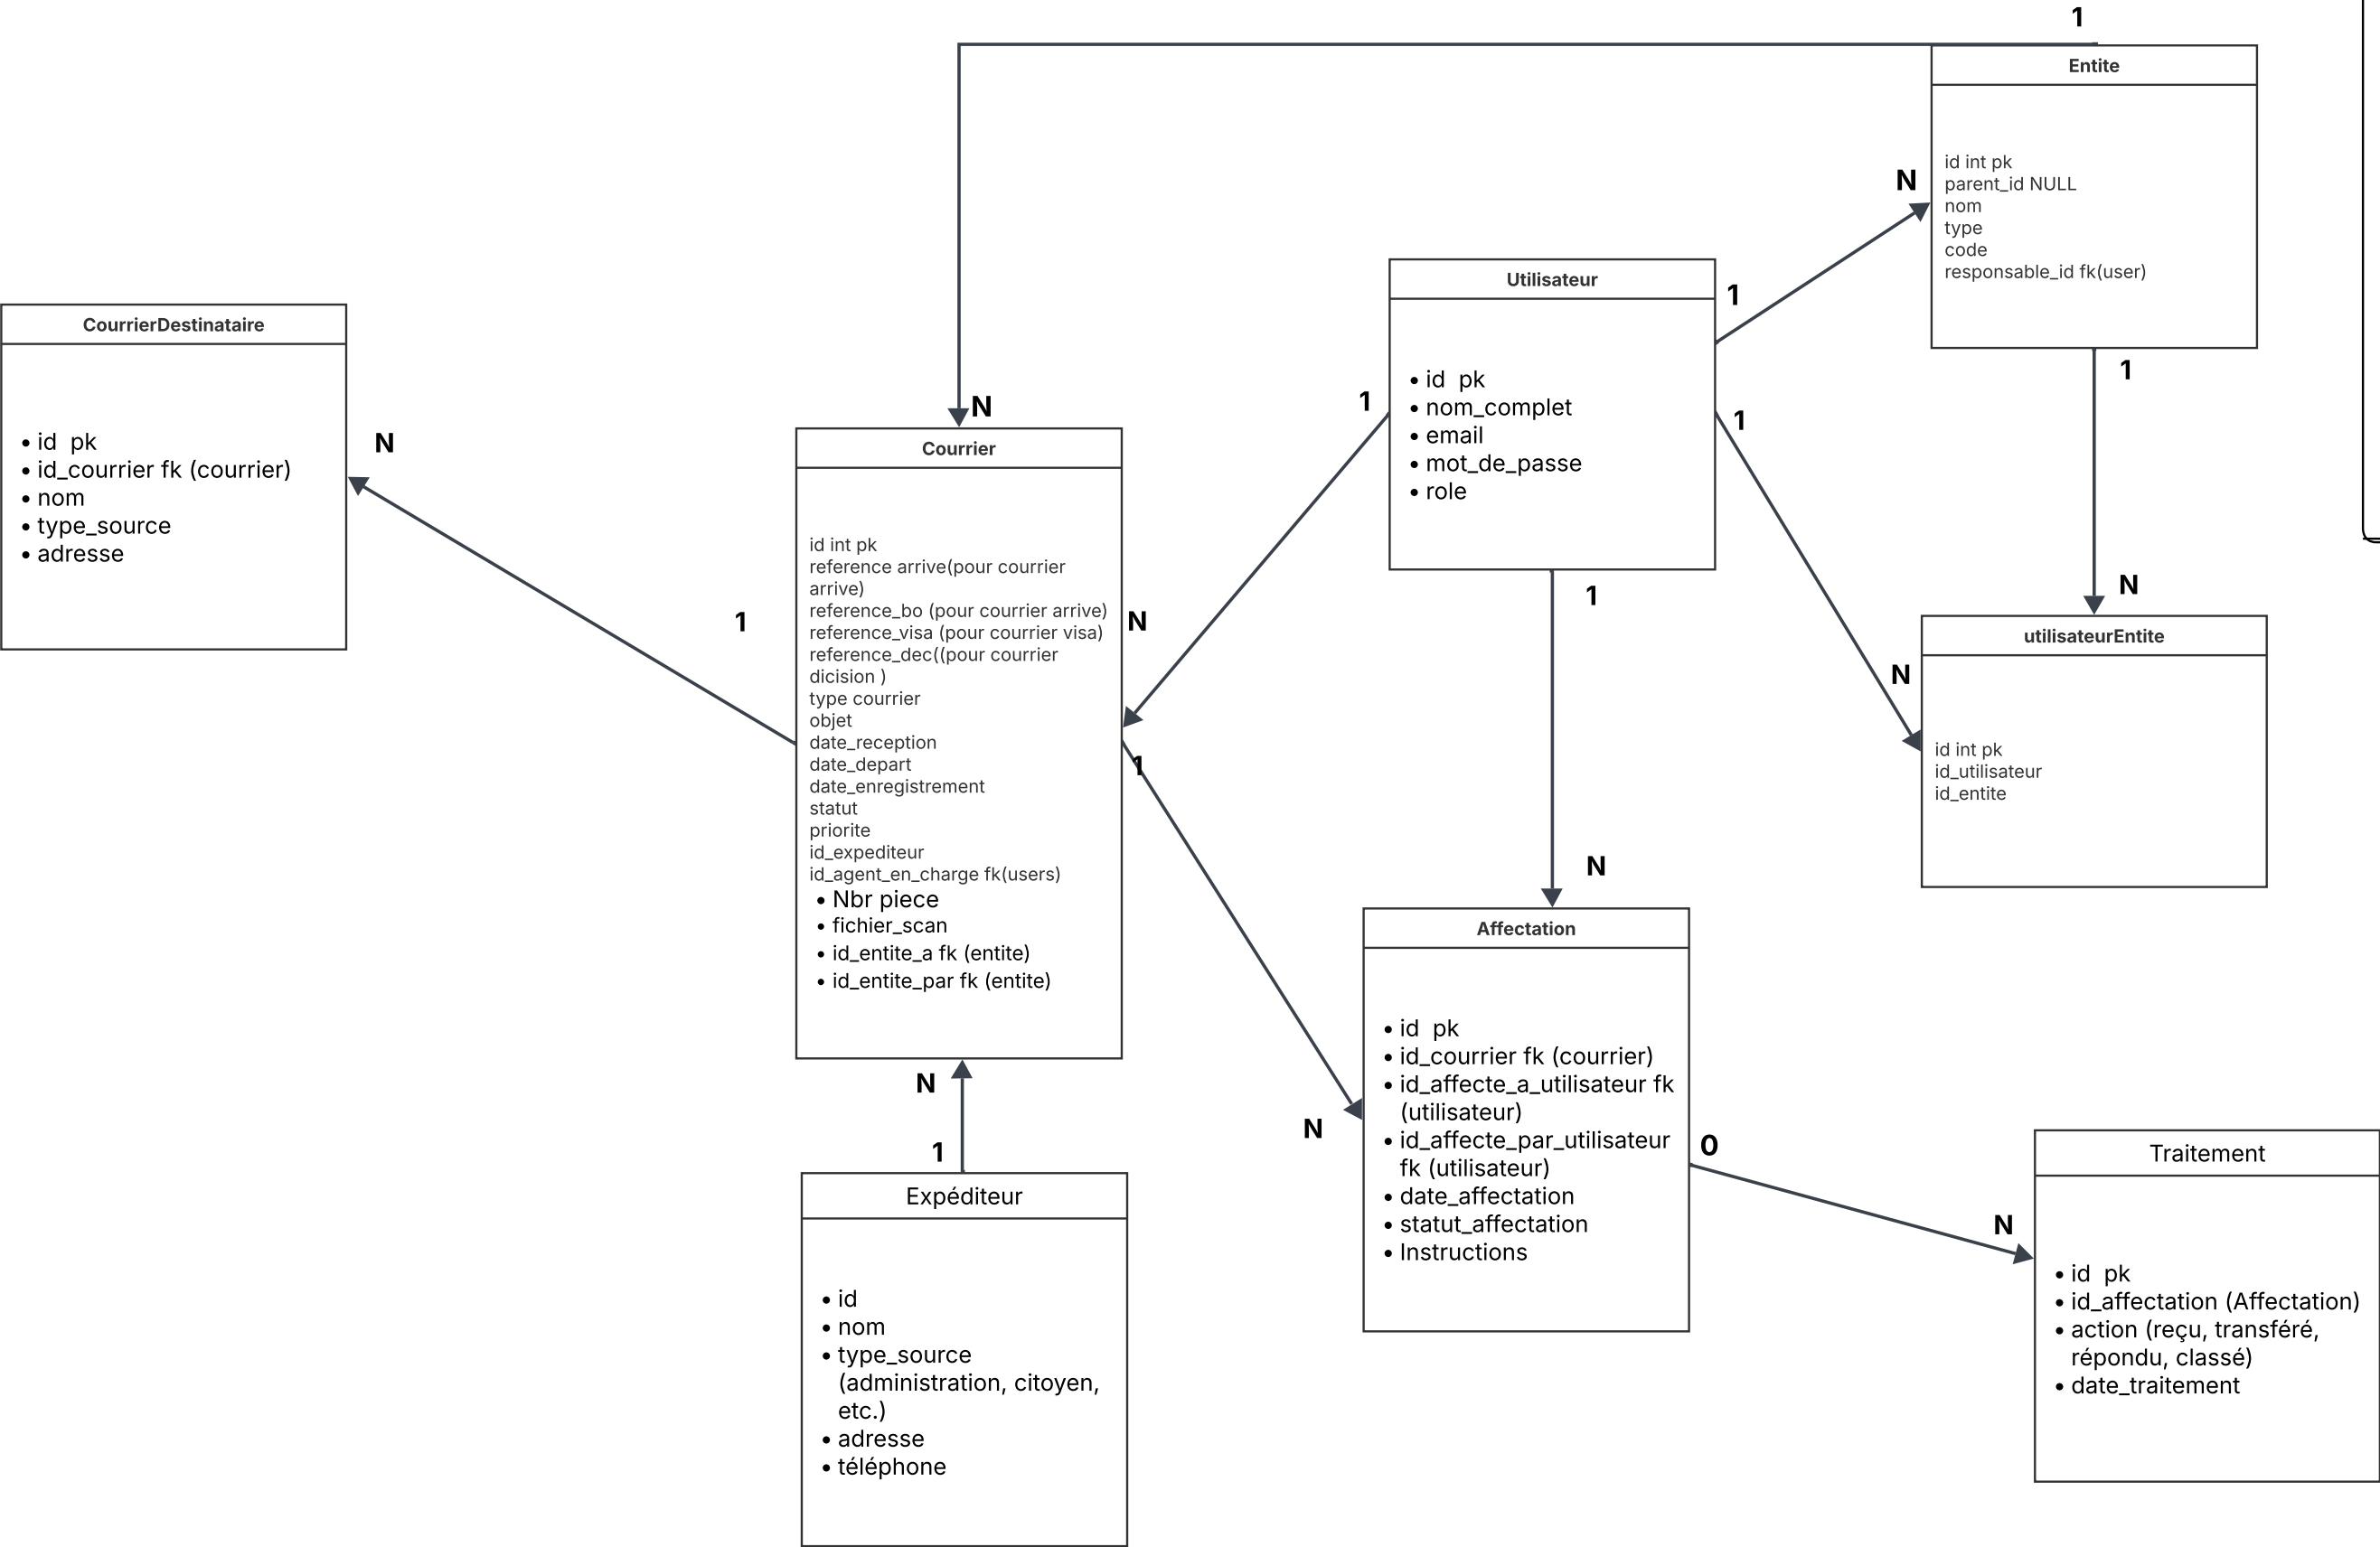 1
Entite
id int pk
parent_id NULL
nom
type
code
responsable_id fk(user)
N
1
Utilisateur
• id  pk
• nom_complet
• email
• mot_de_passe
• role
1
1
1
N
1
N
CourrierDestinataire
• id  pk
• id_courrier fk (courrier)
• nom
• type_source
• adresse
N
1
N
Courrier
id int pk
reference arrive(pour courrier
arrive)
reference_bo (pour courrier arrive)
reference_visa (pour courrier visa)
reference_dec((pour courrier
dicision )
type courrier
objet
date_reception
date_depart
date_enregistrement
statut
priorite
id_expediteur
id_agent_en_charge fk(users)
• Nbr piece
• fichier_scan
• id_entite_a fk (entite)
• id_entite_par fk (entite)
N
1
utilisateurEntite
id int pk
id_utilisateur
id_entite
N
N
Affectation
• id  pk
• id_courrier fk (courrier)
• id_affecte_a_utilisateur fk
(utilisateur)
• id_affecte_par_utilisateur
fk (utilisateur)
• date_affectation
• statut_affectation
• Instructions
N
1
Expéditeur
• id
• nom
• type_source
(administration, citoyen,
etc.)
• adresse
• téléphone
N
0
N
Traitement
• id  pk
• id_affectation (Affectation)
• action (reçu, transféré,
répondu, classé)
• date_traitement